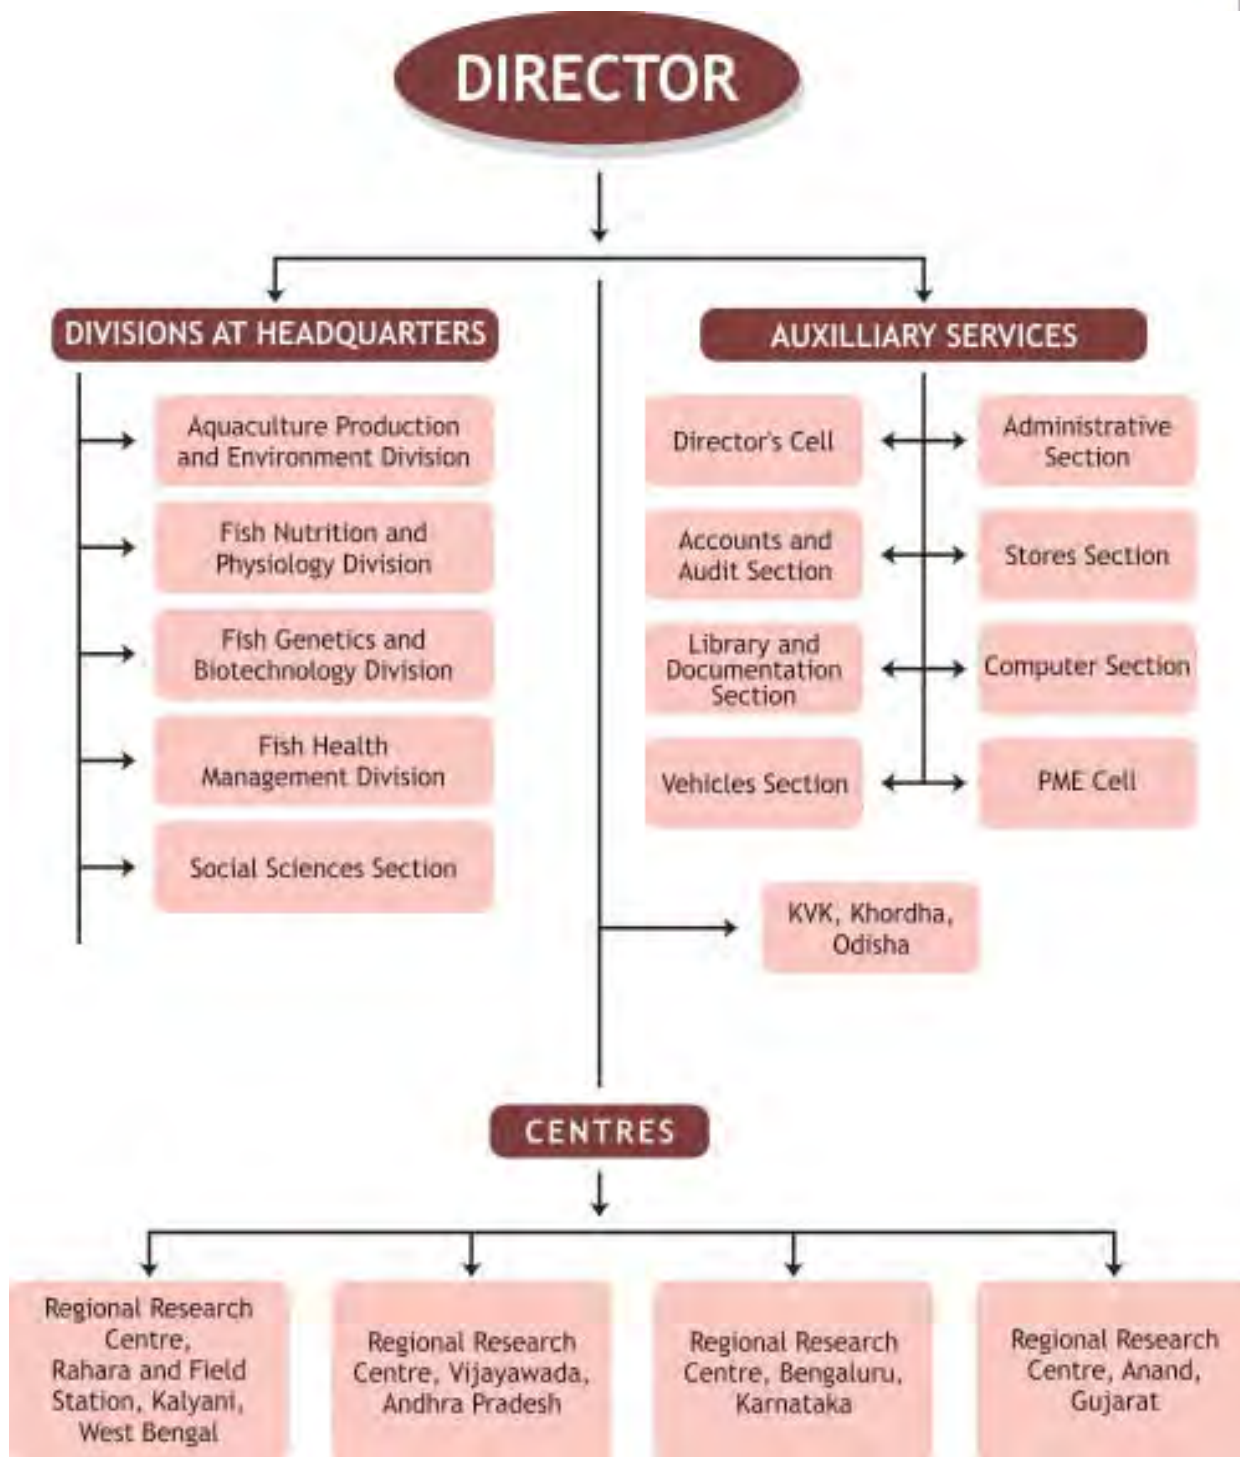 DIRECTOR
DIVISIONS AT HEADQUARTERS
Aquaculture Production
and Environment Division
Fish Nutrition and
Physiology Division
Fish Genetics and
Biotechnology Division
Fish Health
Management Division
Social Sciences Section
AUXILLIARY SERVICES
Director's Cell
Administrative
Section
Accounts and
Audit Section
Stores Section
Library and
Documentation
Section
Computer Section
Vehicles Section
PME Cell
KVK, Khordha,
Odisha
CENTRES
Regional Research
Centre,
Rahara and Field
Station, Kalyani,
West Bengal
Regional Research
Centre, Vijayawada,
Andhra Pradesh
Regional Research
Centre, Bengaluru,
Karnataka
Regional Research
Centre, Anand,
Gujarat